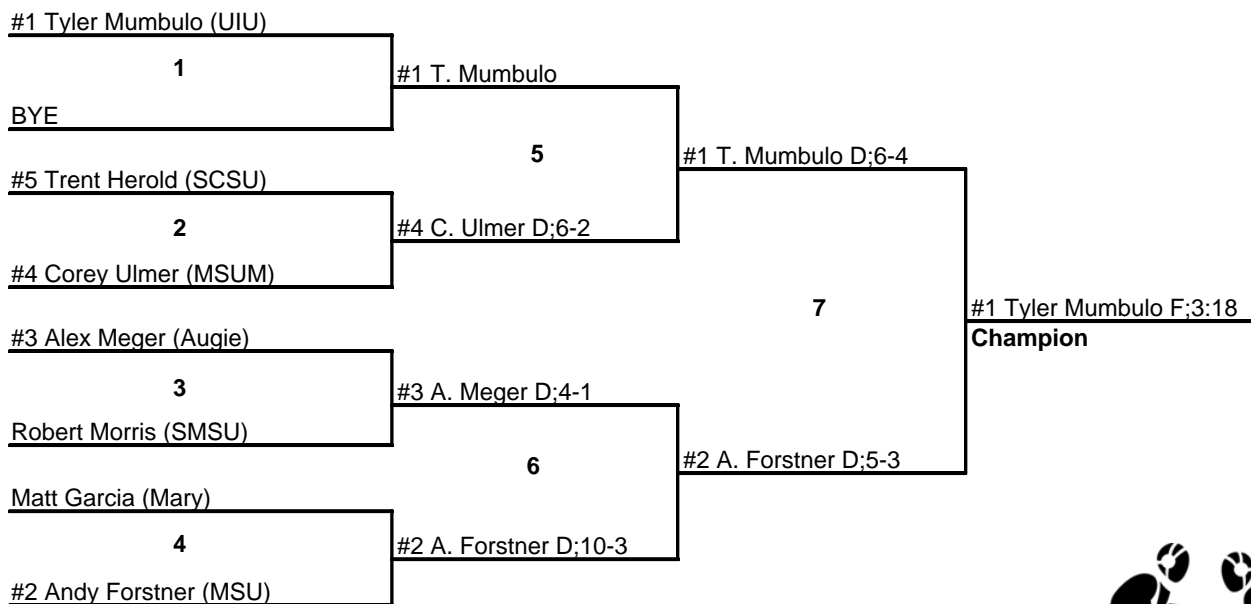 #1 Tyler Mumbulo (UIU)
1
#1 T. Mumbulo
BYE
5
#1 T. Mumbulo D;6-4
#5 Trent Herold (SCSU)
2
#4 C. Ulmer D;6-2
#4 Corey Ulmer (MSUM)
7
#1 Tyler Mumbulo F;3:18
Champion
#3 Alex Meger (Augie)
3
#3 A. Meger D;4-1
Robert Morris (SMSU)
6
#2 A. Forstner D;5-3
Matt Garcia (Mary)
4
#2 A. Forstner D;10-3
#2 Andy Forstner (MSU)